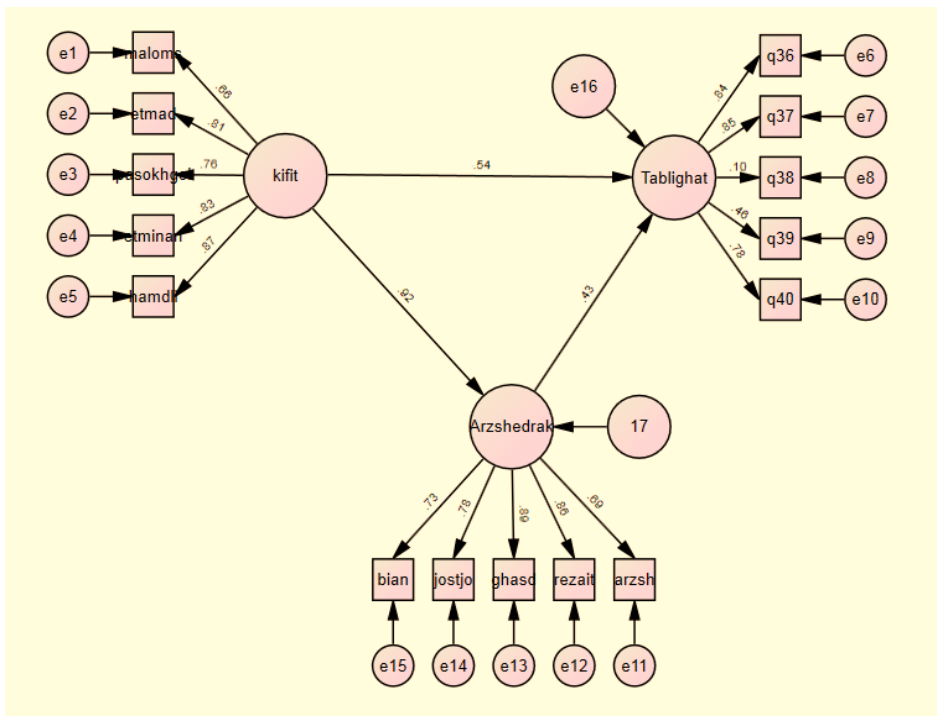 e1
maloms
.66
e2
etmad
.81
e3
.76
e4
etminan
.83
e5
hamdli
.87
kifit
.54
.92
e16
Tablighat
.43
.84
q36
e6
.85
q37
e7
.10
q38
e8
.46
q39
e9
.78
q40
e10
Arzshedrak
17
.73
.78
.89
.86
.69
bian
jostjo
ghasd
rezait
arzsh
e15
e14
e13
e12
e11